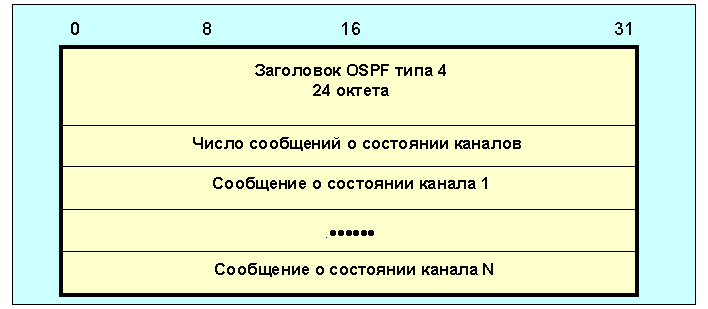 0 8 16 31
Заголовок OSPF типа 4
24 октета
Число сообщений о состоянии каналов
Сообщение о состоянии канала 1
......
Сообщение о состоянии канала N